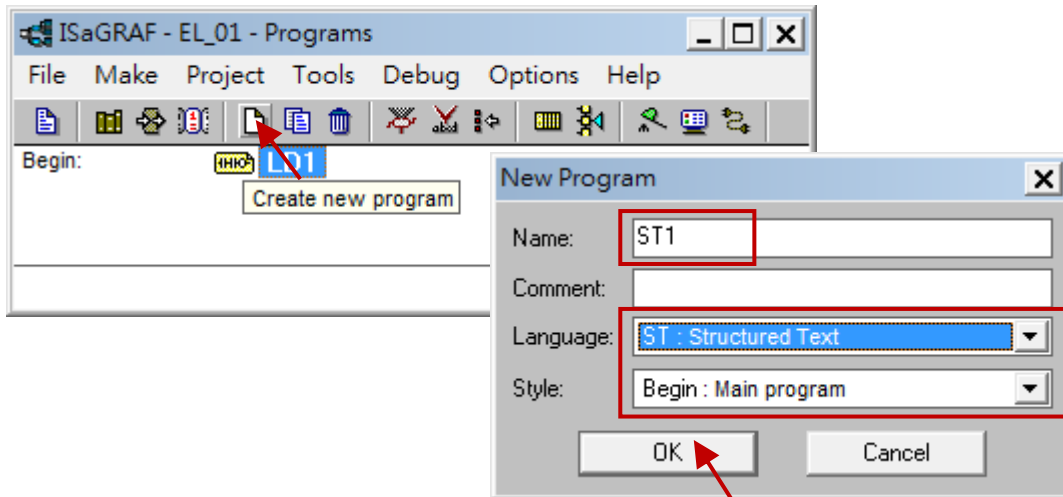 ISaGRAF - EL_01 - Programs
File Make Project Tools Debug Options Help
Begin: LD1
Create new program
New Program
Name: ST1
Comment:
Language: ST : Structured Text
Style: Begin : Main program
OK Cancel